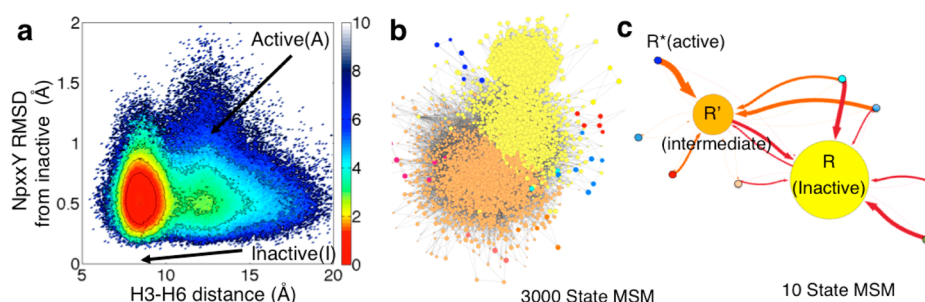 a
NpxxY RMSD
from inactive (Å)
2
1.5
1
0.5
0
5
10
15
20
H3-H6 distance (Å)
Active(A)
Inactive(I)
10
8
6
4
2
0
b
3000 State MSM
c
R*(active)
R'
(intermediate)
R
(Inactive)
10 State MSM